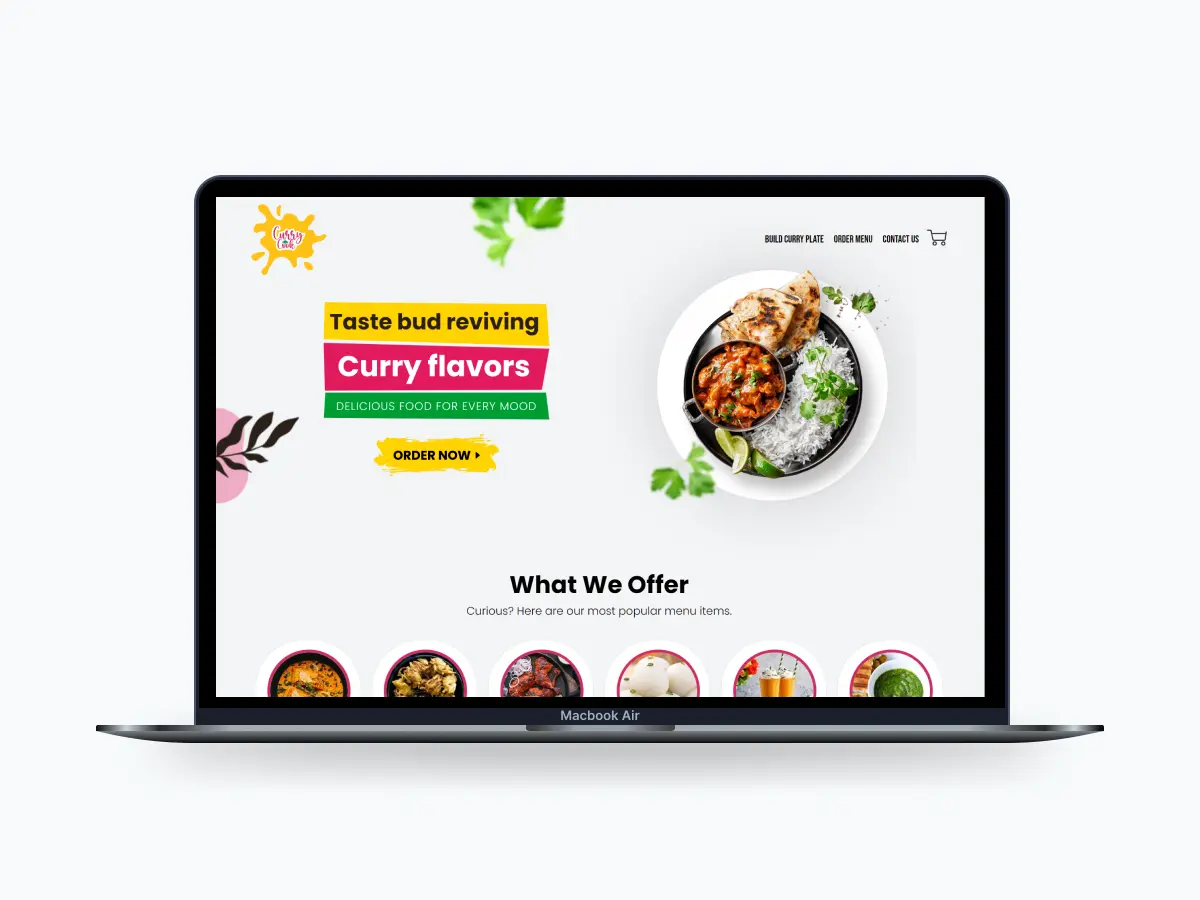 Curry
Cook
BUILD CURRY PLATE ORDER MENU CONTACT US
Taste bud reviving
Curry flavors
DELICIOUS FOOD FOR EVERY MOOD
ORDER NOW
What We Offer
Curious? Here are our most popular menu items.
Macbook Air